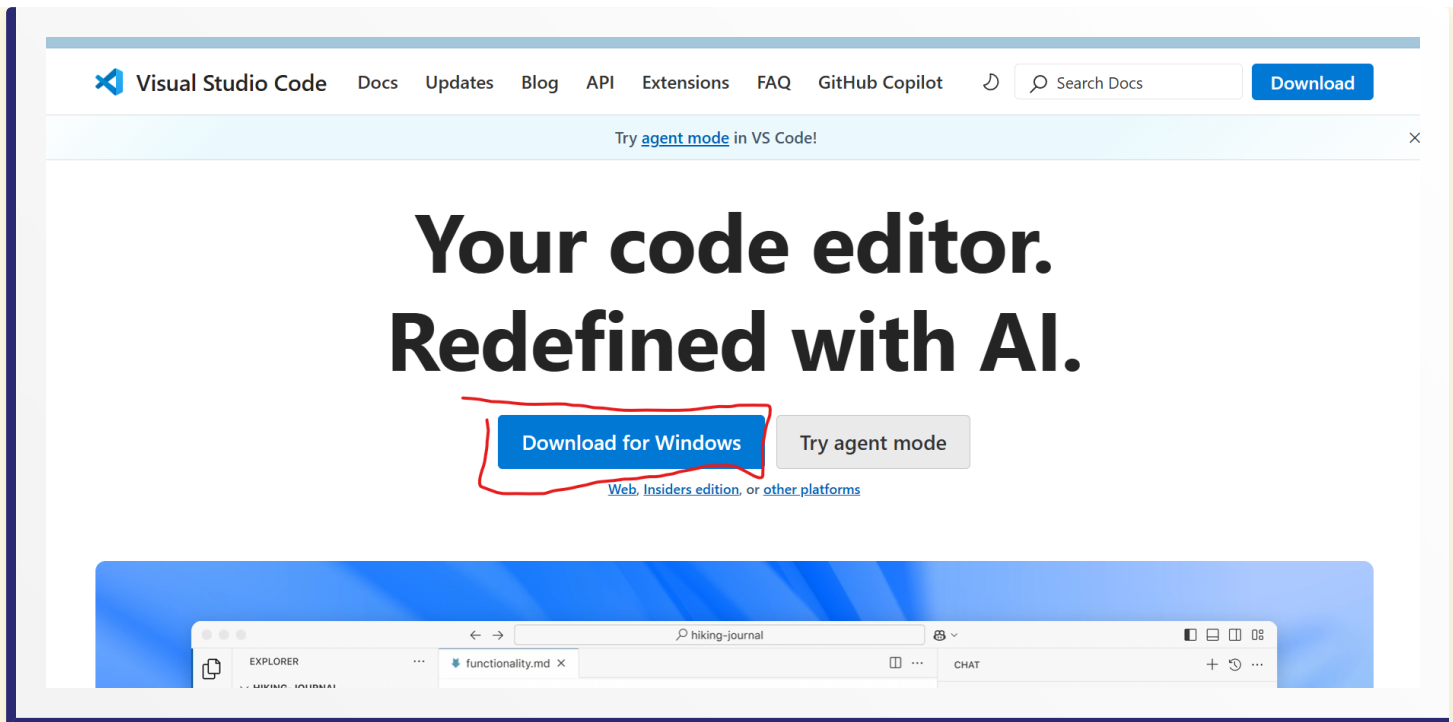 Visual Studio Code Docs Updates Blog API Extensions FAQ GitHub Copilot Search Docs Download
Try agent mode in VS Code!
Your code editor.
Redefined with AI.
Download for Windows Try agent mode
Web, Insiders edition, or other platforms
hiking-journal
EXPLORER ... functionality.md ... CHAT ...
HIKING-JOURNAL